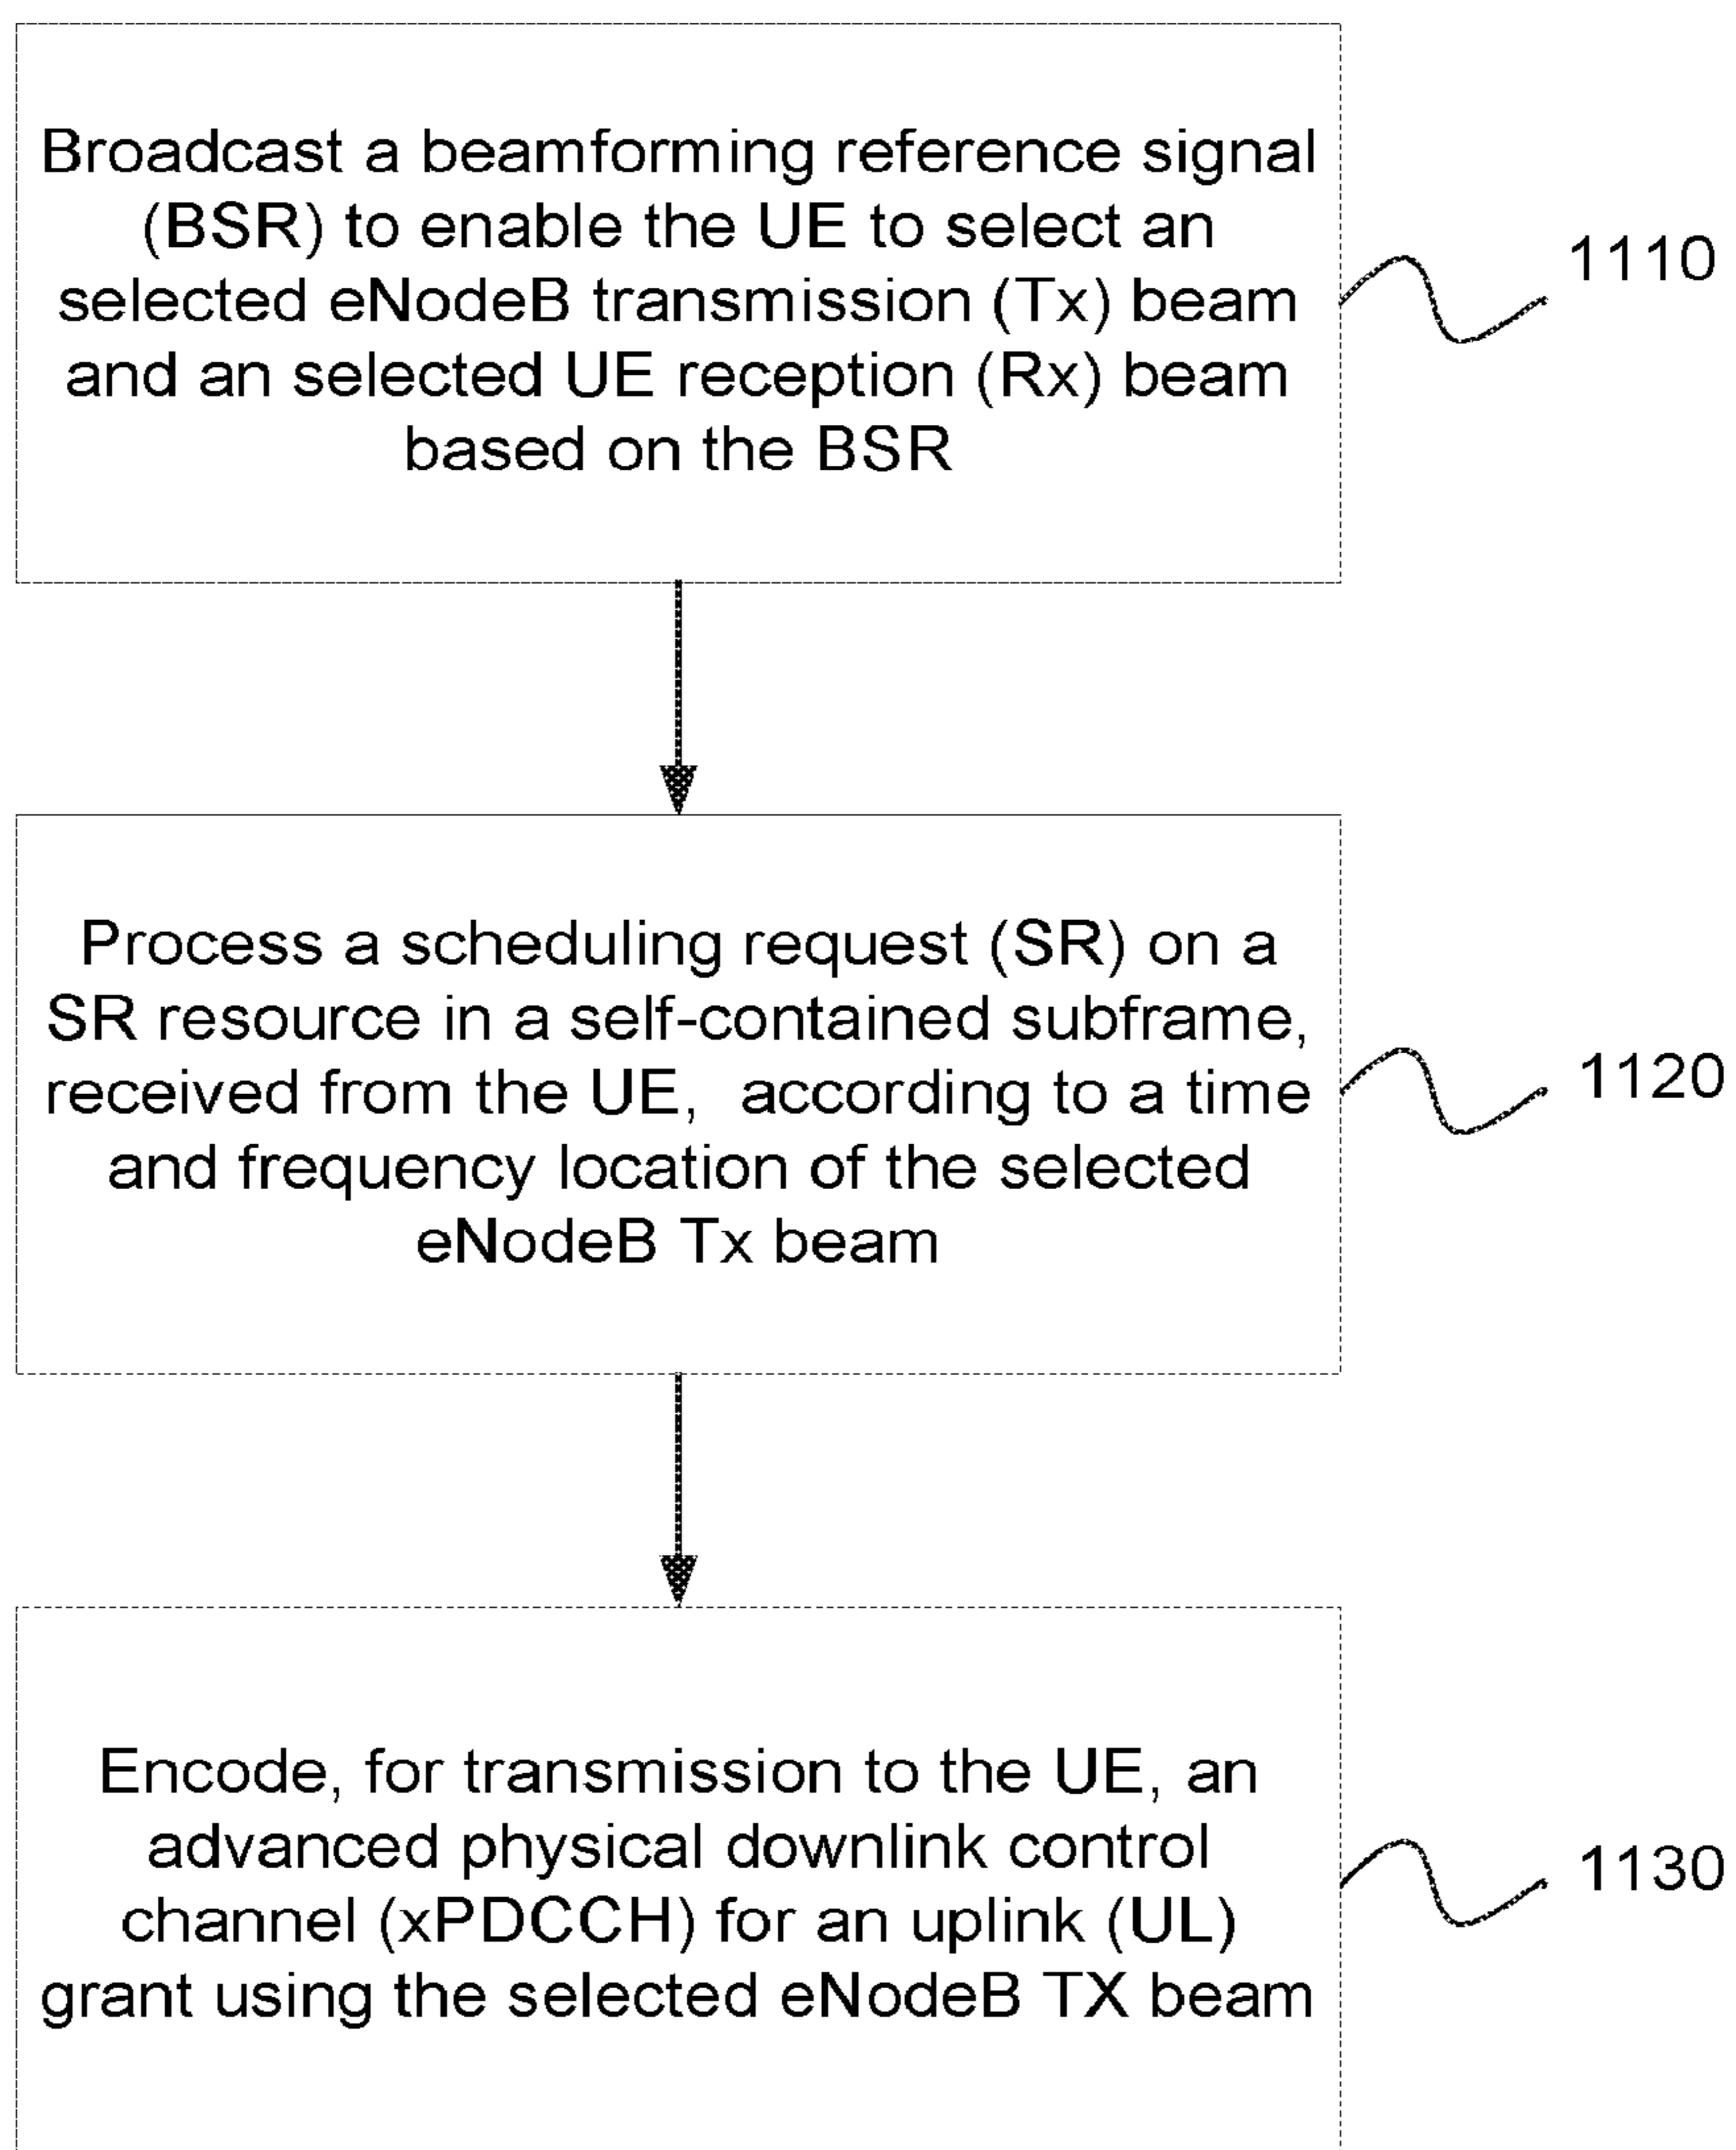 Broadcast a beamforming reference signal
(BSR) to enable the UE to select an
selected eNodeB transmission (Tx) beam
and an selected UE reception (Rx) beam
based on the BSR
1110
Process a scheduling request (SR) on a
SR resource in a self-contained subframe,
received from the UE, according to a time
and frequency location of the selected
eNodeB Tx beam
1120
Encode, for transmission to the UE, an
advanced physical downlink control
channel (xPDCCH) for an uplink (UL)
grant using the selected eNodeB TX beam
1130